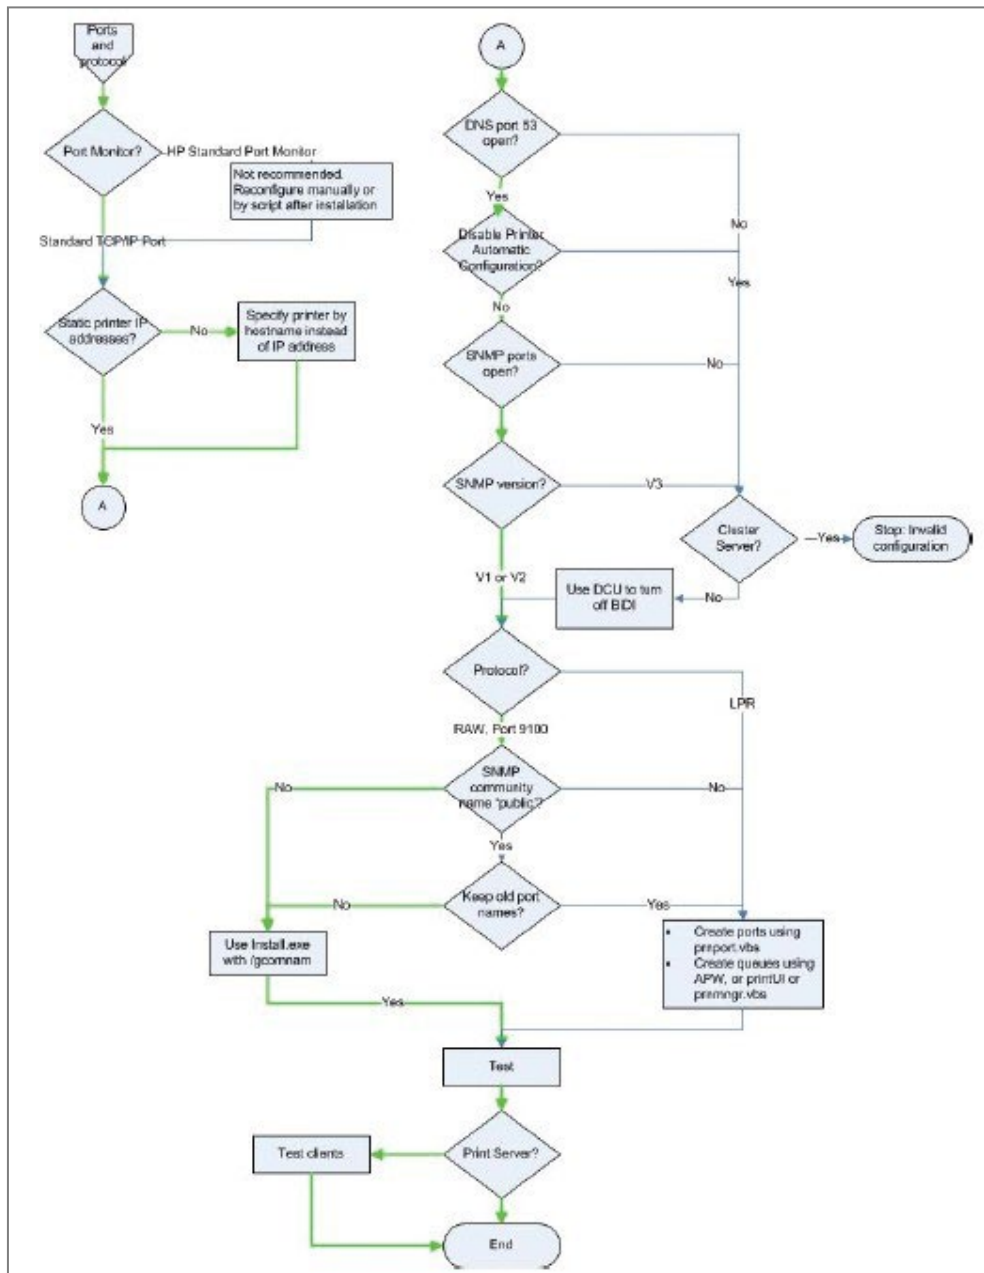 Ports
and
protocol
Port Monitor?
HP Standard Port Monitor
Not recommended.
Reconfigure manually or
by script after installation
Standard TCP/IP Port
Static printer IP
addresses?
No
Specify printer by
hostname instead
of IP address
Yes
A
A
DNS port 53
open?
Yes
No
Disable Printer
Automatic
Configuration?
Yes
No
SNMP ports
open?
No
SNMP version?
V3
Cluster
Server?
Yes
Stop: Invalid
configuration
V1 or V2
Use DCU to turn
off BIDI
No
Protocol?
LPR
RAW, Port 9100
SNMP
community
name "public"?
No
No
Yes
Keep old port
names?
No
Yes
Use Install.exe
with /gcomnam
• Create ports using
prnport.vbs
• Create queues using
APW, or printUI or
prnmngr.vbs
Yes
Test
Print Server?
Test clients
End